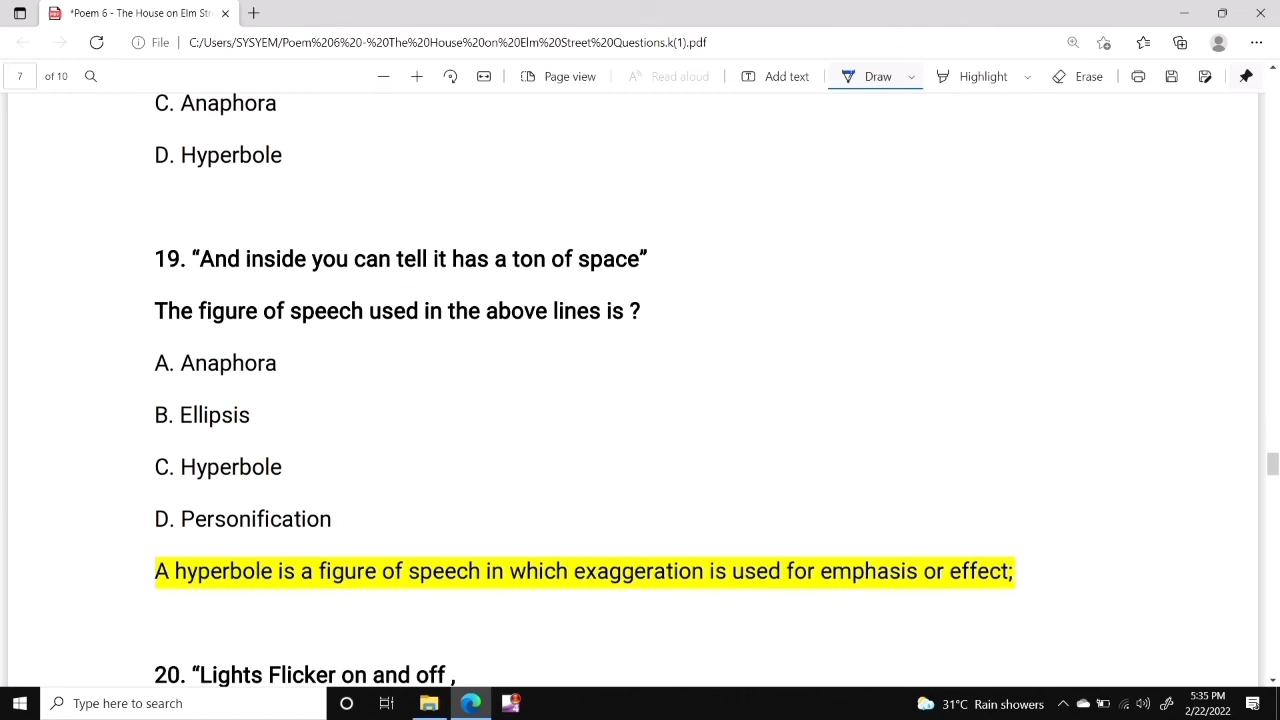 *Poem 6 - The House on Elm Str
File
C:/Users/SYSYEM/Poem%206%20-%20The%20House%20on%20Elm%20Street%20Questions.k(1).pdf
7 of 10
Page view
Read aloud
Add text
Draw
Highlight
Erase
C. Anaphora
D. Hyperbole
19. “And inside you can tell it has a ton of space”
The figure of speech used in the above lines is ?
A. Anaphora
B. Ellipsis
C. Hyperbole
D. Personification
A hyperbole is a figure of speech in which exaggeration is used for emphasis or effect;
20. “Lights Flicker on and off ,
Type here to search
31°C Rain showers
5:35 PM
2/22/2022